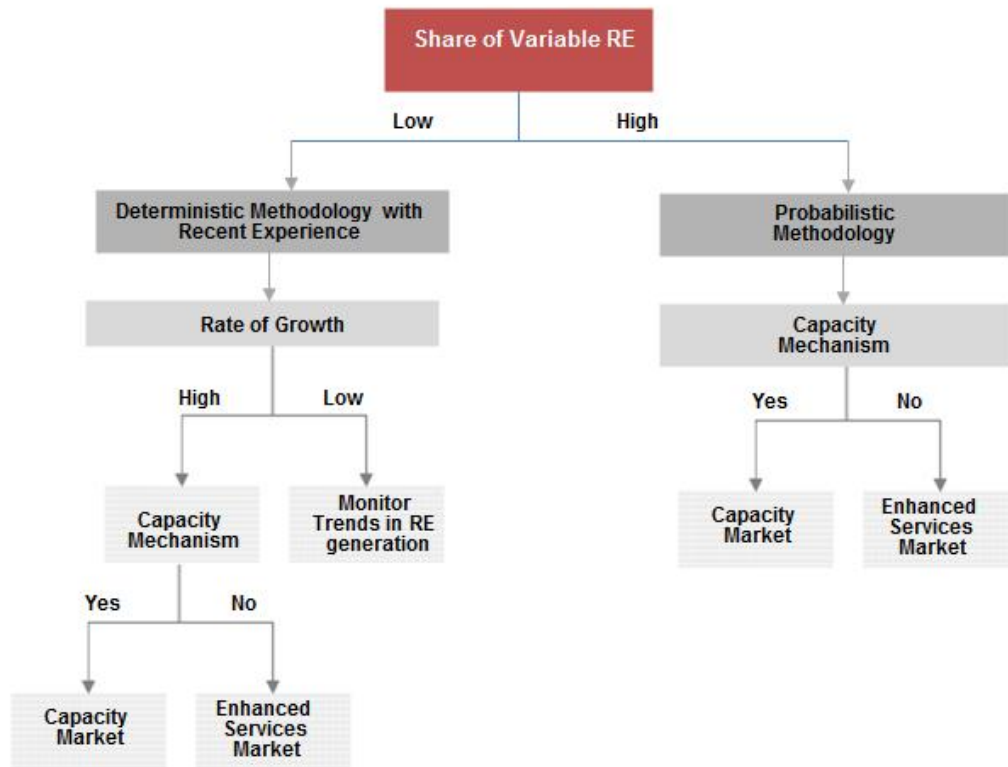 Share of Variable RE
Low
High
Deterministic Methodology with
Recent Experience
Probabilistic
Methodology
Rate of Growth
Capacity
Mechanism
High
Low
Yes
No
Capacity
Mechanism
Monitor
Trends in RE
generation
Capacity
Market
Enhanced
Services
Market
Yes
No
Capacity
Market
Enhanced
Services
Market